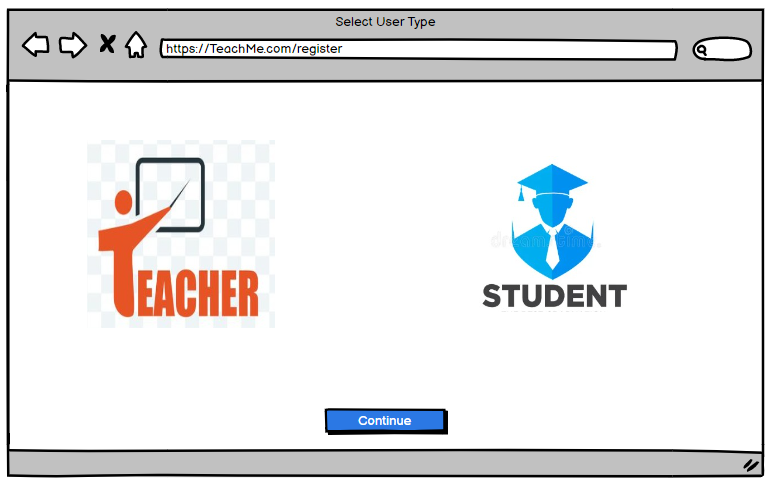 Select User Type
https://TeachMe.com/register
TEACHER
STUDENT
Continue